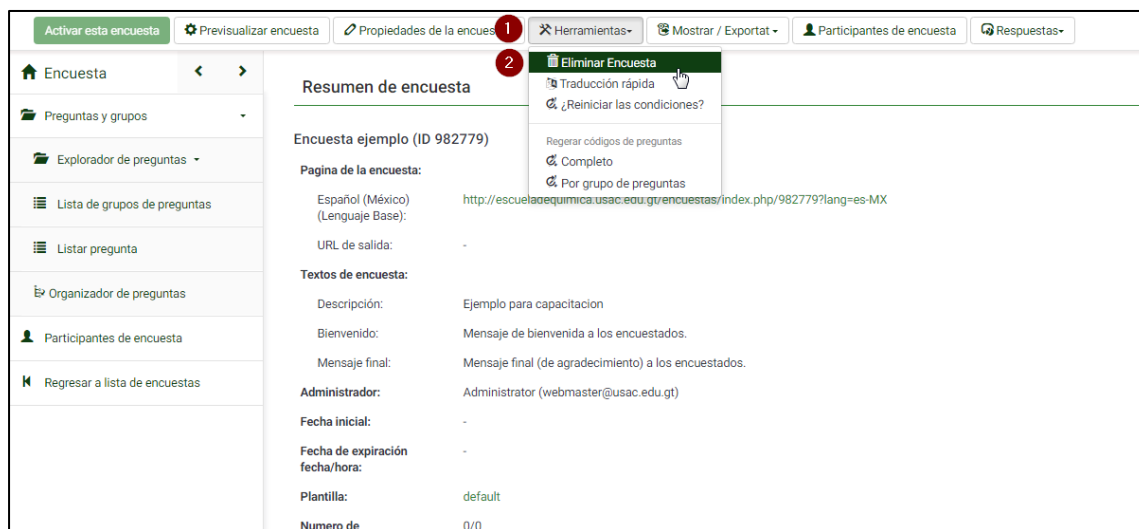 Activar esta encuesta
Previsualizar encuesta
Propiedades de la encues
1
Herramientas
Mostrar / Exportat
Participantes de encuesta
Respuestas
2
Eliminar Encuesta
Traducción rápida
¿Reiniciar las condiciones?
Regerar códigos de preguntas
Completo
Por grupo de preguntas
Encuesta
Preguntas y grupos
Explorador de preguntas
Lista de grupos de preguntas
Listar pregunta
Organizador de preguntas
Participantes de encuesta
Regresar a lista de encuestas
Resumen de encuesta
Encuesta ejemplo (ID 982779)
Pagina de la encuesta:
Español (México) http://escueladequimica.usac.edu.gt/encuestas/index.php/982779?lang=es-MX
(Lenguaje Base):
URL de salida: -
Textos de encuesta:
Descripción: Ejemplo para capacitacion
Bienvenido: Mensaje de bienvenida a los encuestados.
Mensaje final: Mensaje final (de agradecimiento) a los encuestados.
Administrador: Administrator (webmaster@usac.edu.gt)
Fecha inicial: -
Fecha de expiración -
fecha/hora:
Plantilla: default
Numero de 0/0